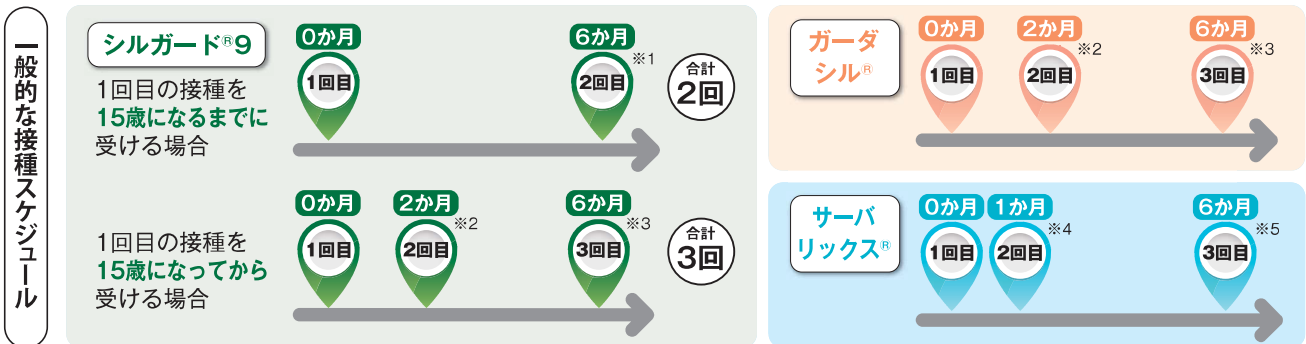 一般的な接種スケジュール
シルガード®9
1回目の接種を
15歳になるまでに
受ける場合
0か月
1回目
6か月
※1
2回目
合計
2回
1回目の接種を
15歳になってから
受ける場合
0か月
1回目
2か月
※2
2回目
6か月
※3
3回目
合計
3回
ガーダ
シル®
0か月
1回目
2か月
※2
2回目
6か月
※3
3回目
サーバ
リックス®
0か月
1回目
1か月
※4
2回目
6か月
※5
3回目